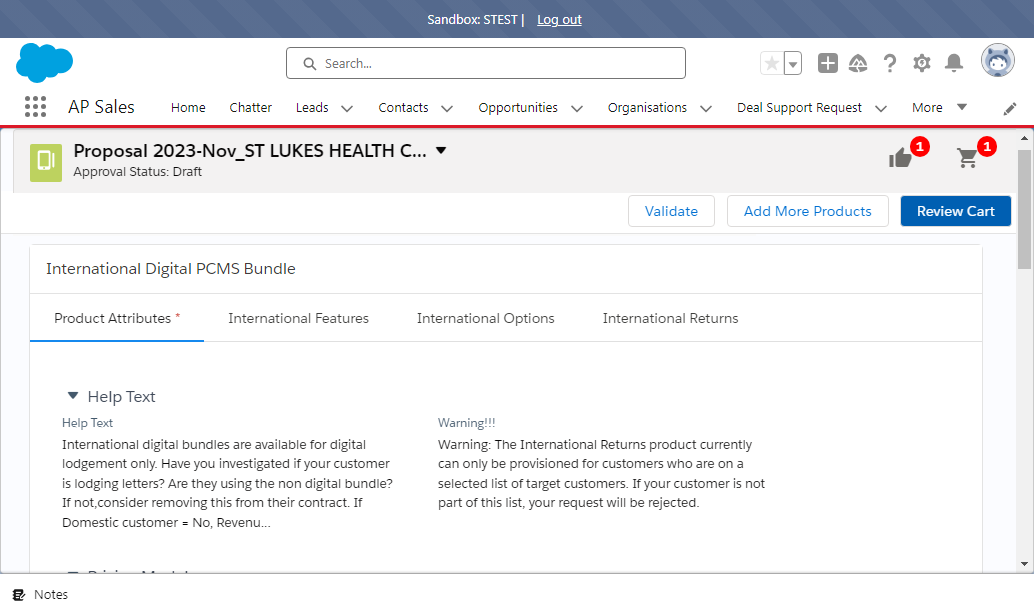 Sandbox: STEST | Log out
Search...
AP Sales Home Chatter Leads Contacts Opportunities Organisations Deal Support Request More
Proposal 2023-Nov_ST LUKES HEALTH C...
Approval Status: Draft
1 1
Validate Add More Products Review Cart
International Digital PCMS Bundle
Product Attributes * International Features International Options International Returns
Help Text
Help Text
International digital bundles are available for digital
lodgement only. Have you investigated if your customer
is lodging letters? Are they using the non digital bundle?
If not,consider removing this from their contract. If
Domestic customer = No, Revenu...
Warning!!!
Warning: The International Returns product currently
can only be provisioned for customers who are on a
selected list of target customers. If your customer is not
part of this list, your request will be rejected.
Notes